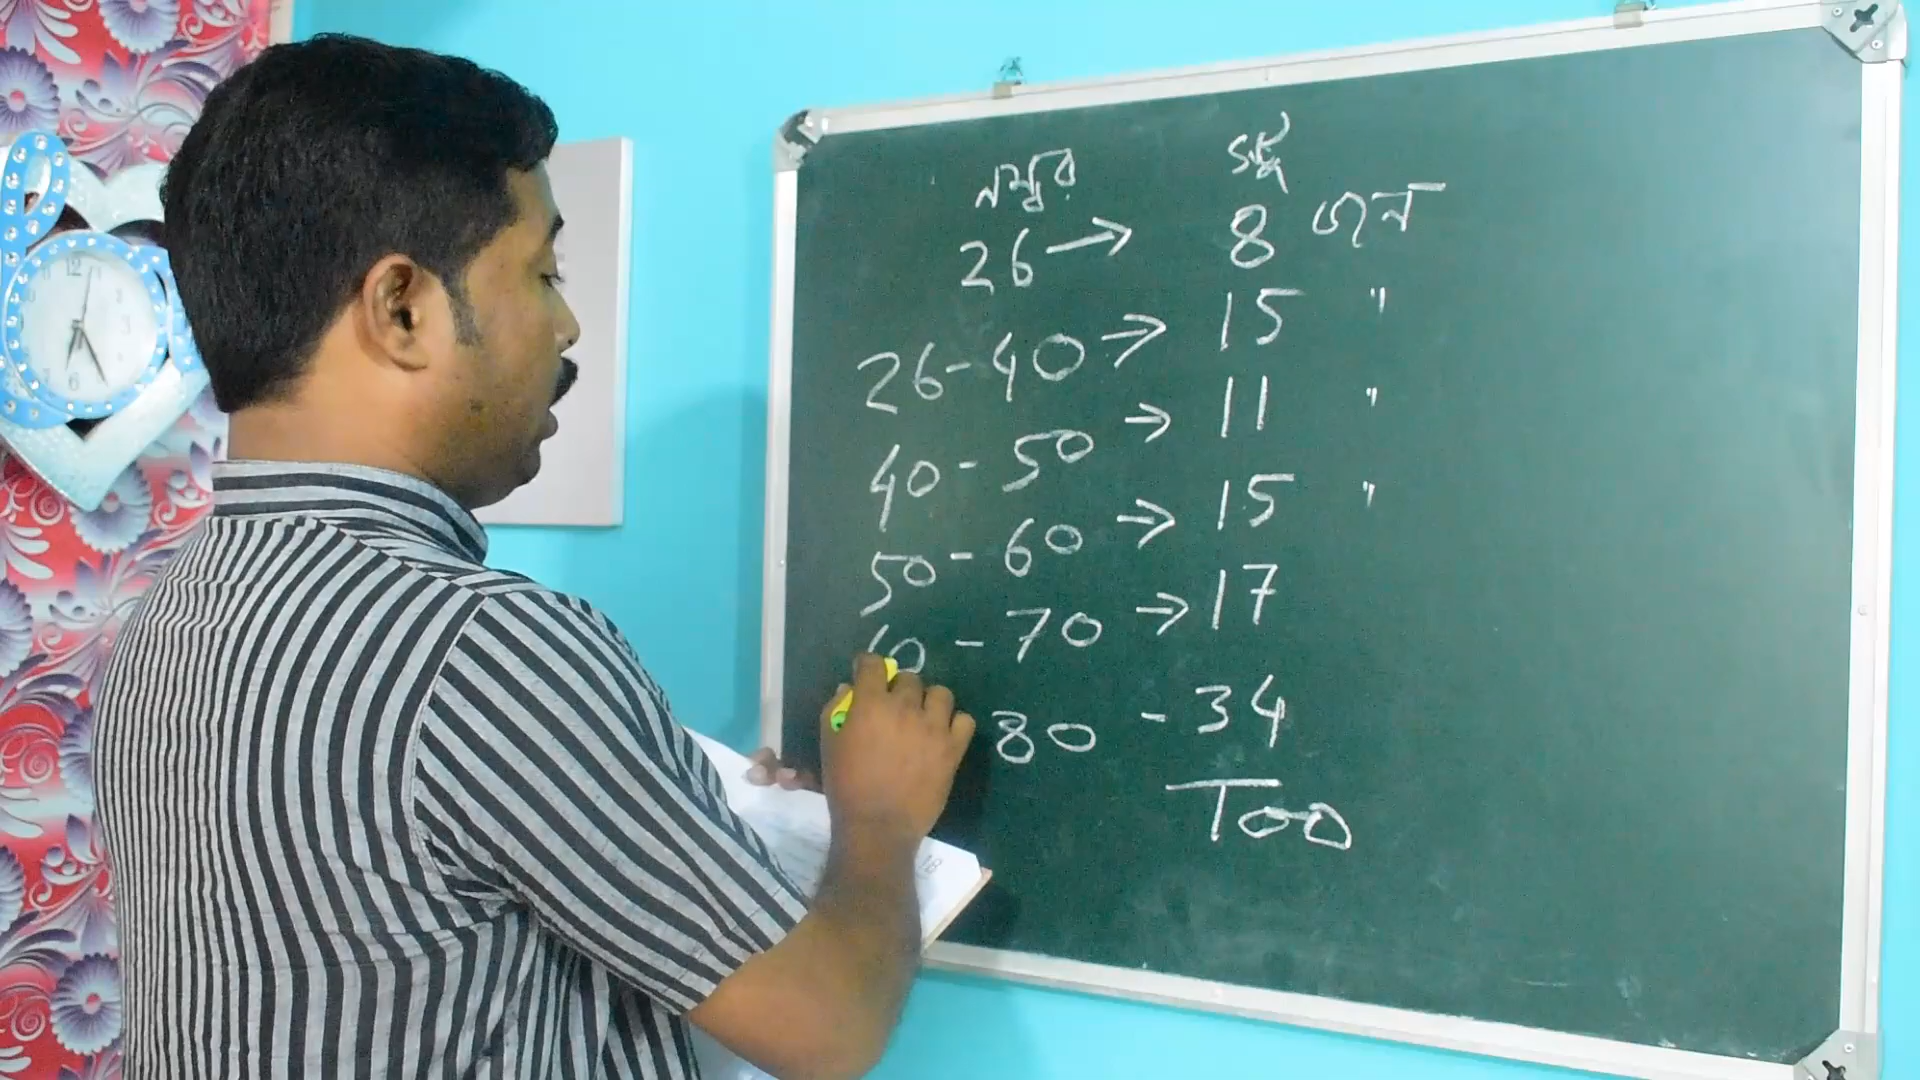 নম্বর
26 → 8 জন
26-40 → 15 "
40-50 → 11 "
50-60 → 15 "
60-70 → 17
80 - 34
100